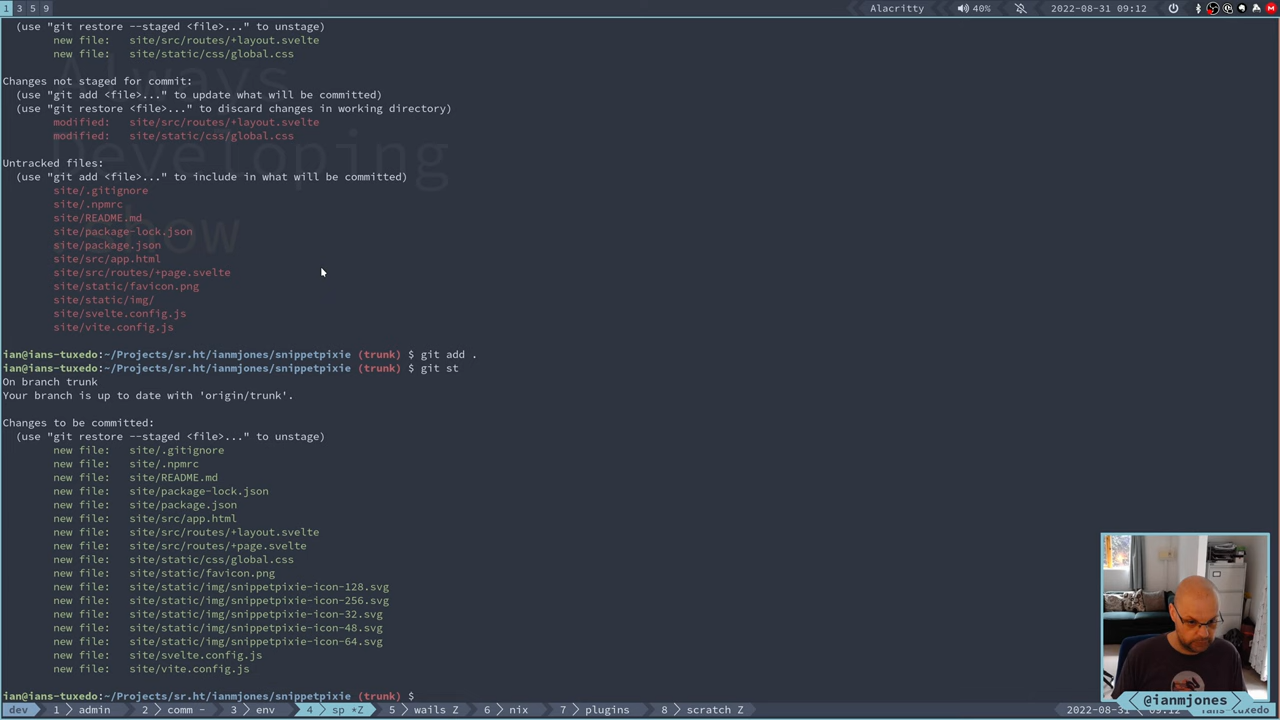 1 3 5 9 Alacritty 40% 2022-08-31 09:12
(use "git restore --staged <file>..." to unstage)
new file: site/src/routes/+layout.svelte
new file: site/static/css/global.css
Always
Changes not staged for commit:
(use "git add <file>..." to update what will be committed)
(use "git restore <file>..." to discard changes in working directory)
modified: site/src/routes/+layout.svelte
modified: site/static/css/global.css
Developing
Untracked files:
(use "git add <file>..." to include in what will be committed)
site/.gitignore
site/.npmrc
site/README.md
site/package-lock.json
site/package.json
site/src/app.html
site/src/routes/+page.svelte
site/static/favicon.png
site/static/img/
site/svelte.config.js
site/vite.config.js
ian@ians-tuxedo:~/Projects/sr.ht/ianmjones/snippetpixie (trunk) $ git add .
ian@ians-tuxedo:~/Projects/sr.ht/ianmjones/snippetpixie (trunk) $ git st
On branch trunk
Your branch is up to date with 'origin/trunk'.
Changes to be committed:
(use "git restore --staged <file>..." to unstage)
new file: site/.gitignore
new file: site/.npmrc
new file: site/README.md
new file: site/package-lock.json
new file: site/package.json
new file: site/src/app.html
new file: site/src/routes/+layout.svelte
new file: site/src/routes/+page.svelte
new file: site/static/css/global.css
new file: site/static/favicon.png
new file: site/static/img/snippetpixie-icon-128.svg
new file: site/static/img/snippetpixie-icon-256.svg
new file: site/static/img/snippetpixie-icon-32.svg
new file: site/static/img/snippetpixie-icon-48.svg
new file: site/static/img/snippetpixie-icon-64.svg
new file: site/svelte.config.js
new file: site/vite.config.js
ian@ians-tuxedo:~/Projects/sr.ht/ianmjones/snippetpixie (trunk) $
@ianmjones
dev 1 admin 2 comm - 3 env 4 sp *Z 5 wails Z 6 nix 7 plugins 8 scratch Z 2022-08-31